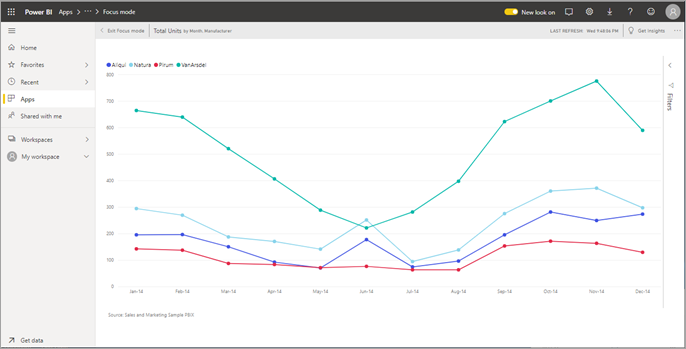 Power BI Apps > ··· > Focus mode New look on ?
Home
Favorites
Recent
Apps
Shared with me
Workspaces
My workspace
Get data
Exit Focus mode Total Units by Month, Manufacturer LAST REFRESH: Wed 9:48:56 PM Get insights ···
Aliqui Natura Pirum VanArsdel
800
700
600
500
400
300
200
100
0
Jan-14 Feb-14 Mar-14 Apr-14 May-14 Jun-14 Jul-14 Aug-14 Sep-14 Oct-14 Nov-14 Dec-14
Source: Sales and Marketing Sample PBIX
Filters